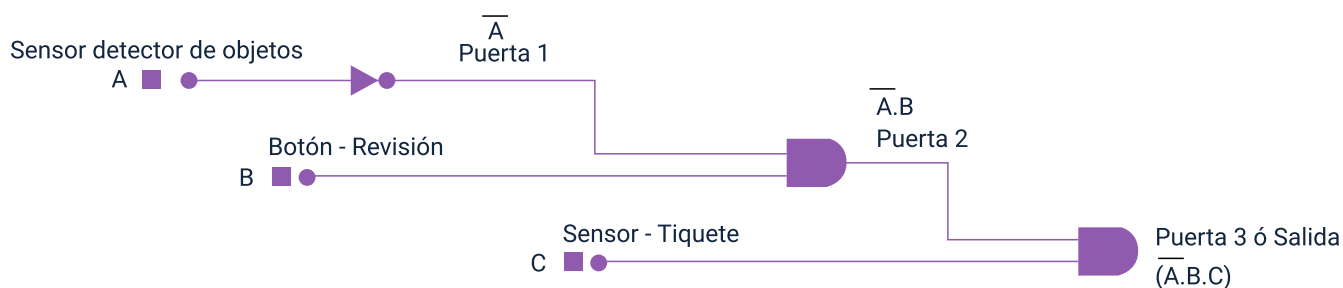 Sensor detector de objetos
A
A̅
Puerta 1
Botón - Revisión
B
A̅.B
Puerta 2
Sensor - Tiquete
C
Puerta 3 ó Salida
(A̅.B.C)